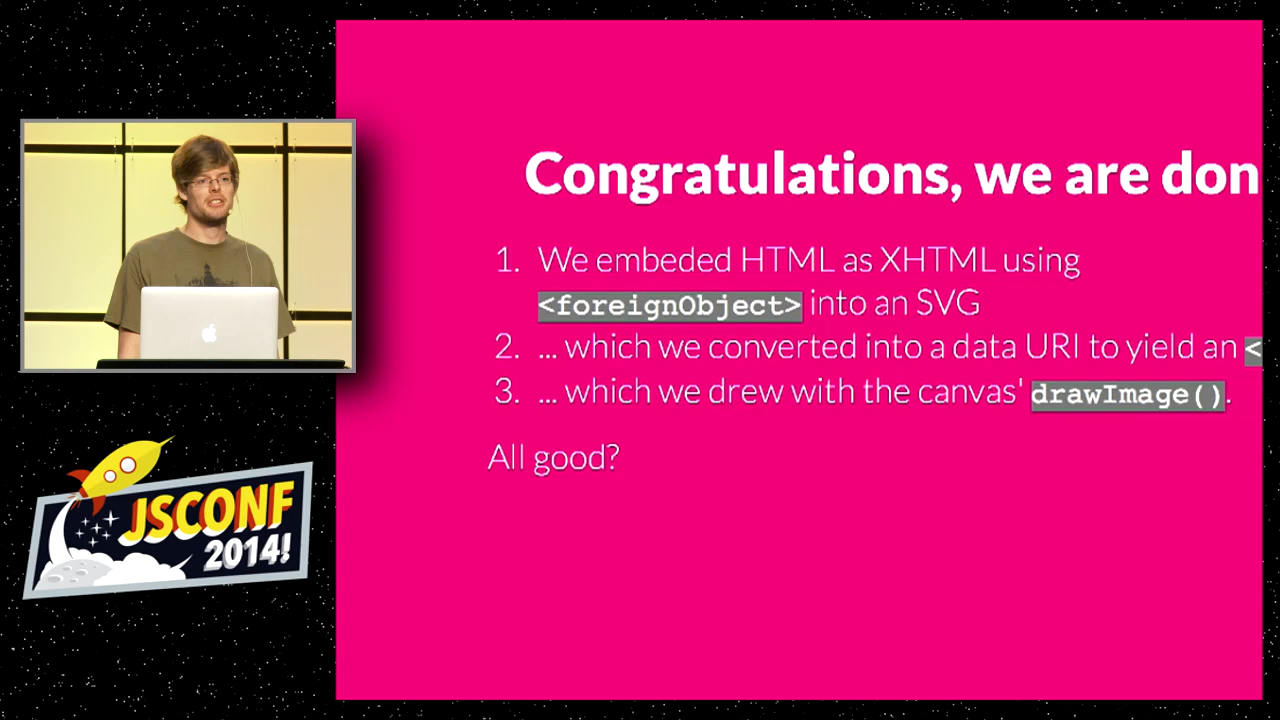 Congratulations, we are don
1. We embeded HTML as XHTML using
<foreignObject> into an SVG
2. ... which we converted into a data URI to yield an <
3. ... which we drew with the canvas' drawImage().
All good?
JSCONF
2014!